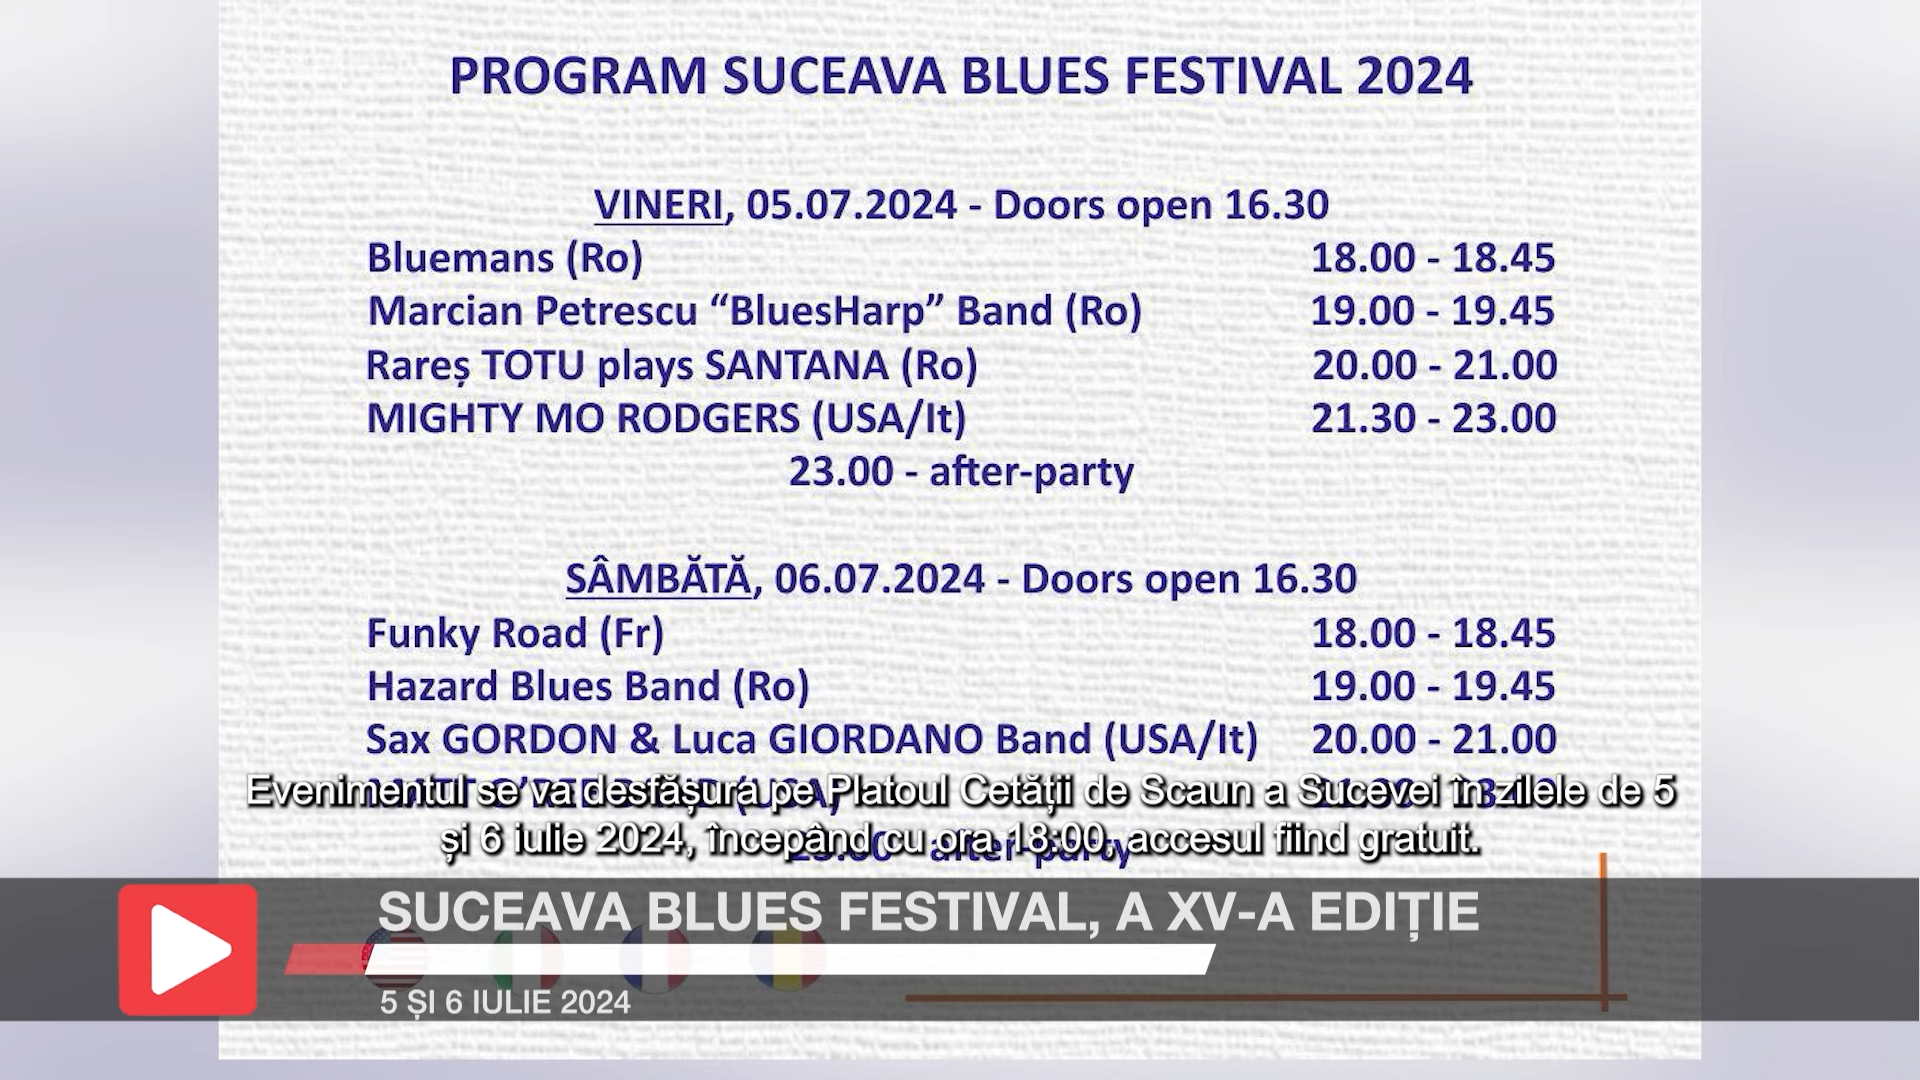 PROGRAM SUCEAVA BLUES FESTIVAL 2024
VINERI, 05.07.2024 - Doors open 16.30
Bluemans (Ro) 18.00 - 18.45
Marcian Petrescu “BluesHarp” Band (Ro) 19.00 - 19.45
Rareș TOTU plays SANTANA (Ro) 20.00 - 21.00
MIGHTY MO RODGERS (USA/It) 21.30 - 23.00
23.00 - after-party
SÂMBĂTĂ, 06.07.2024 - Doors open 16.30
Funky Road (Fr) 18.00 - 18.45
Hazard Blues Band (Ro) 19.00 - 19.45
Sax GORDON & Luca GIORDANO Band (USA/It) 20.00 - 21.00
Evenimentul se va desfășura pe Platoul Cetății de Scaun a Sucevei în zilele de 5
și 6 iulie 2024, începând cu ora 18:00, accesul fiind gratuit.
after-party
SUCEAVA BLUES FESTIVAL, A XV-A EDIȚIE
5 ȘI 6 IULIE 2024